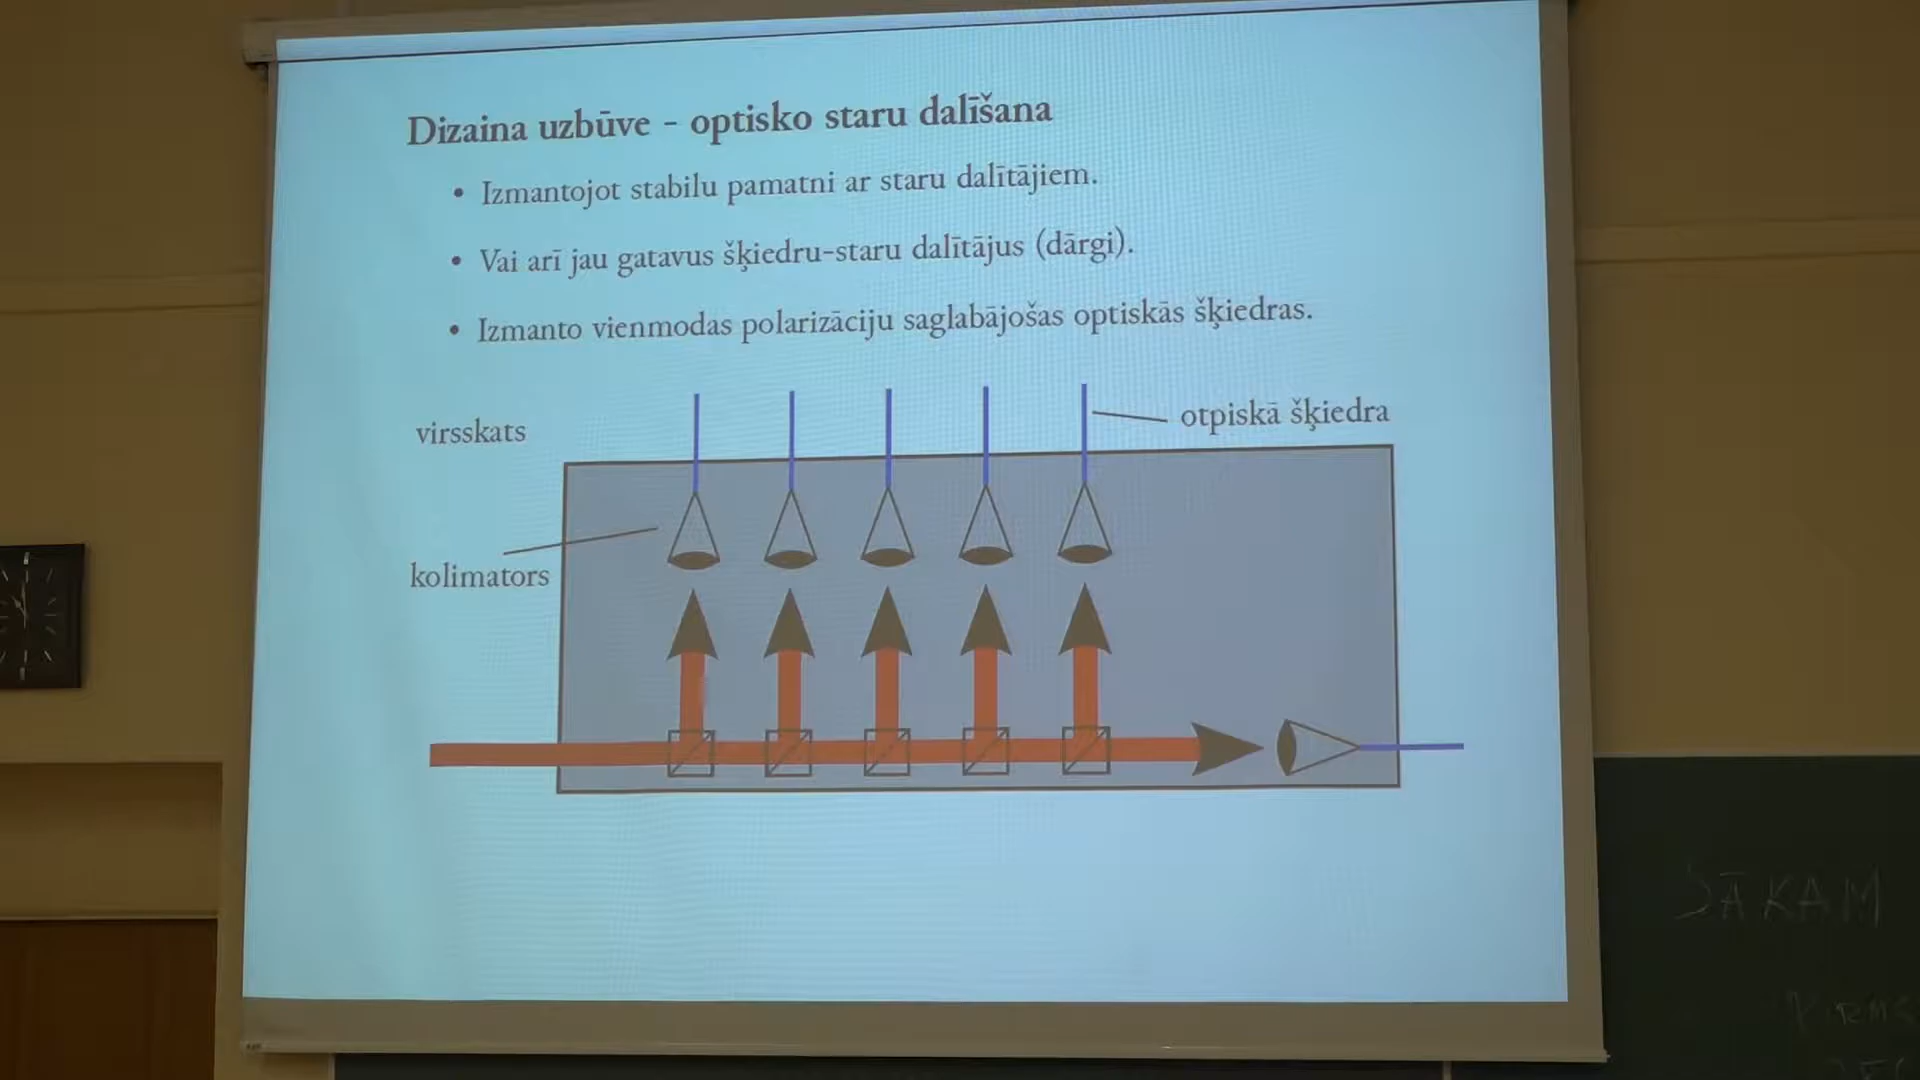 Dizaina uzbūve - optisko staru dalīšana
• Izmantojot stabilu pamatni ar staru dalītājiem.
• Vai arī jau gatavus šķiedru-staru dalītājus (dārgi).
• Izmanto vienmodas polarizāciju saglabājošas optiskās šķiedras.
virsskats
otpiskā šķiedra
kolimators
SĀKAM